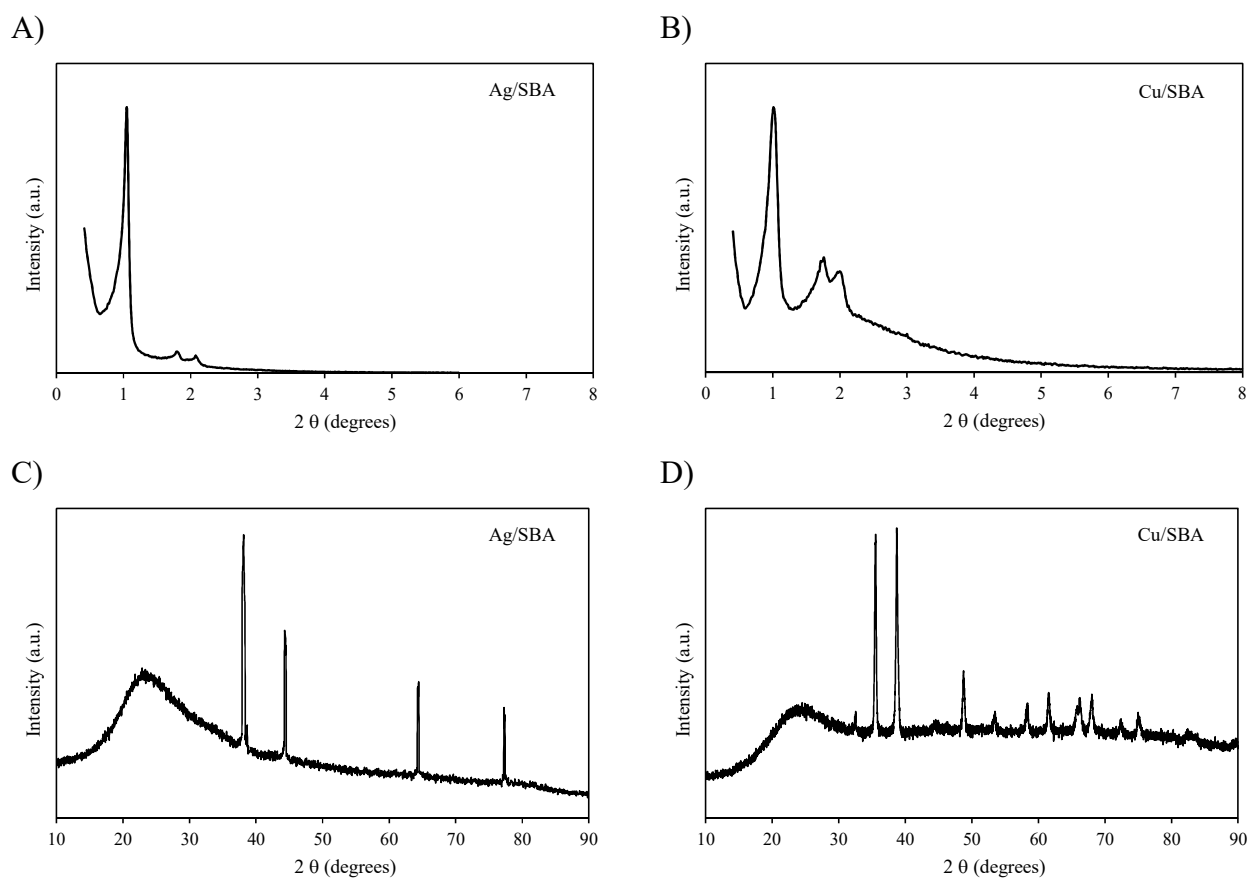 A)
Ag/SBA
Intensity (a.u.)
0 1 2 3 4 5 6 7 8
2 θ (degrees)
B)
Cu/SBA
Intensity (a.u.)
0 1 2 3 4 5 6 7 8
2 θ (degrees)
C)
Ag/SBA
Intensity (a.u.)
10 20 30 40 50 60 70 80 90
2 θ (degrees)
D)
Cu/SBA
Intensity (a.u.)
10 20 30 40 50 60 70 80 90
2 θ (degrees)